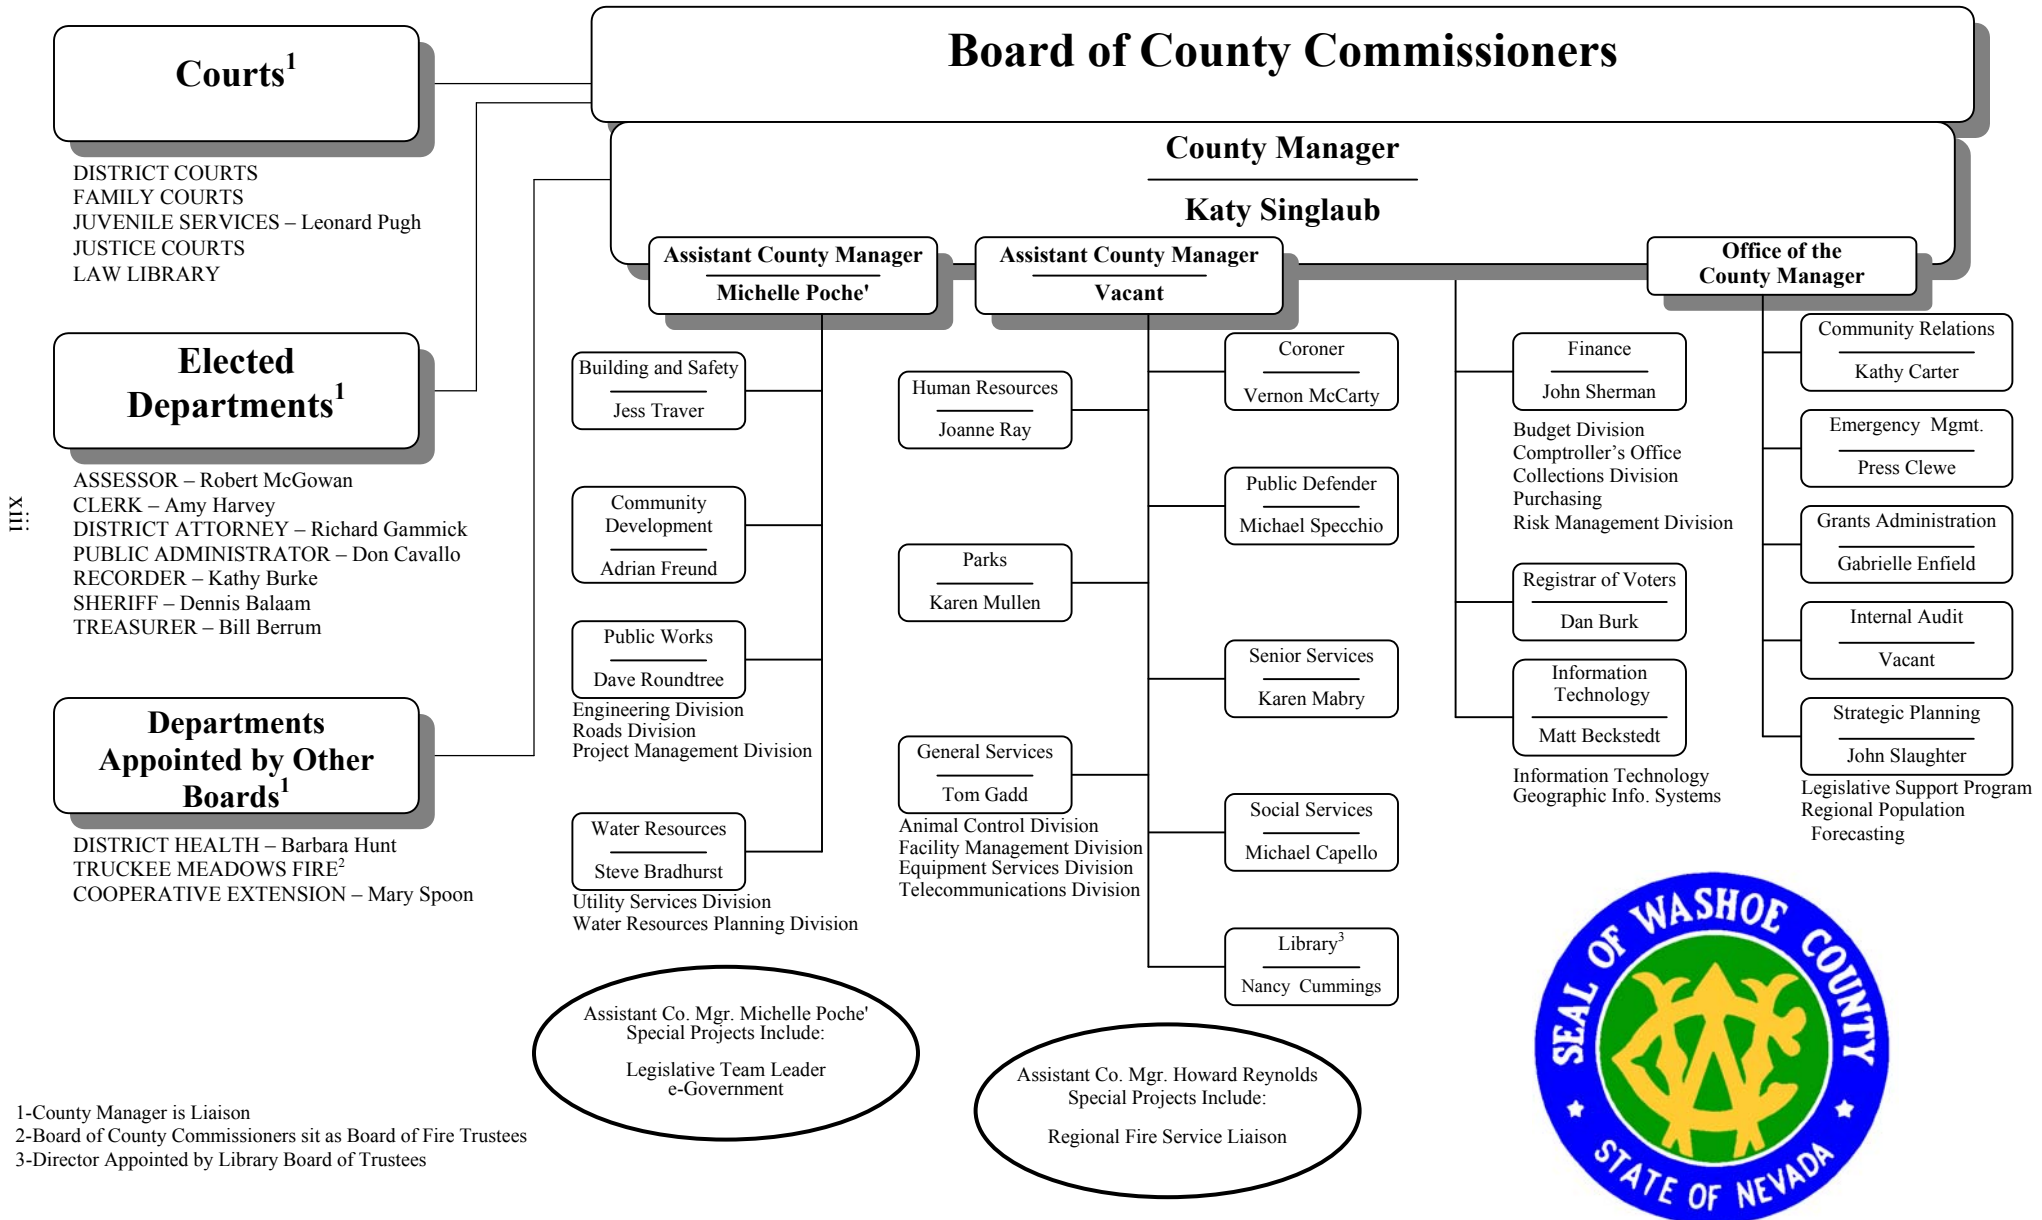 Courts1
DISTRICT COURTS
FAMILY COURTS
JUVENILE SERVICES – Leonard Pugh
JUSTICE COURTS
LAW LIBRARY
Elected
Departments1
ASSESSOR – Robert McGowan
CLERK – Amy Harvey
DISTRICT ATTORNEY – Richard Gammick
PUBLIC ADMINISTRATOR – Don Cavallo
RECORDER – Kathy Burke
SHERIFF – Dennis Balaam
TREASURER – Bill Berrum
Departments
Appointed by Other
Boards1
DISTRICT HEALTH – Barbara Hunt
TRUCKEE MEADOWS FIRE2
COOPERATIVE EXTENSION – Mary Spoon
Board of County Commissioners
County Manager
Katy Singlaub
Assistant County Manager
Michelle Poche'
Building and Safety
Jess Traver
Community
Development
Adrian Freund
Public Works
Dave Roundtree
Engineering Division
Roads Division
Project Management Division
Water Resources
Steve Bradhurst
Utility Services Division
Water Resources Planning Division
Assistant Co. Mgr. Michelle Poche'
Special Projects Include:
Legislative Team Leader
e-Government
Assistant County Manager
Vacant
Human Resources
Joanne Ray
Parks
Karen Mullen
General Services
Tom Gadd
Animal Control Division
Facility Management Division
Equipment Services Division
Telecommunications Division
Coroner
Vernon McCarty
Public Defender
Michael Specchio
Senior Services
Karen Mabry
Social Services
Michael Capello
Library3
Nancy Cummings
Assistant Co. Mgr. Howard Reynolds
Special Projects Include:
Regional Fire Service Liaison
Finance
John Sherman
Budget Division
Comptroller’s Office
Collections Division
Purchasing
Risk Management Division
Registrar of Voters
Dan Burk
Information
Technology
Matt Beckstedt
Information Technology
Geographic Info. Systems
Office of the
County Manager
Community Relations
Kathy Carter
Emergency Mgmt.
Press Clewe
Grants Administration
Gabrielle Enfield
Internal Audit
Vacant
Strategic Planning
John Slaughter
Legislative Support Program
Regional Population
Forecasting
SEAL OF WASHOE COUNTY
STATE OF NEVADA
1-County Manager is Liaison
2-Board of County Commissioners sit as Board of Fire Trustees
3-Director Appointed by Library Board of Trustees
xiii